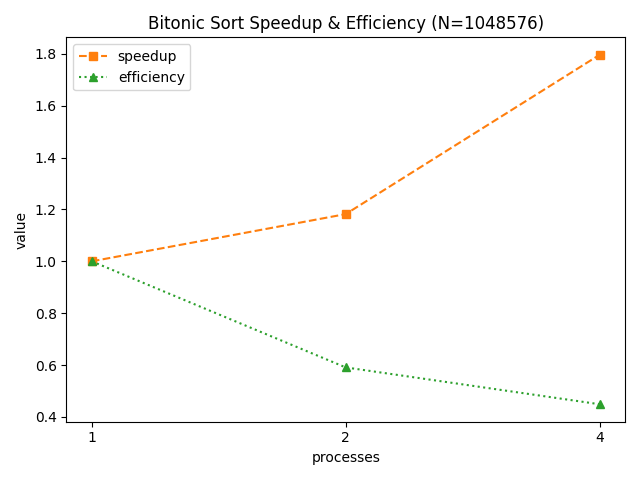 Bitonic Sort Speedup & Efficiency (N=1048576)
speedup
efficiency
value
1.8
1.6
1.4
1.2
1.0
0.8
0.6
0.4
1 2 4
processes